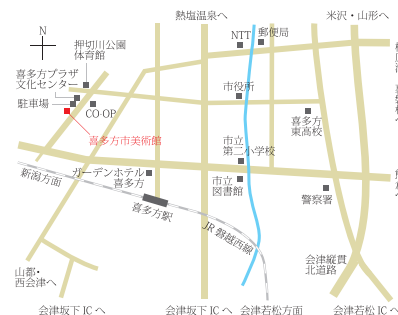 熱塩温泉へ
米沢・山形へ
N
押切川公園
体育館
NTT
郵便局
喜多方プラザ
文化センター
市役所
駐車場
CO-OP
喜多方
東高校
喜多方市美術館
市立
第二小学校
ガーデンホテル
喜多方
新潟方面
市立
図書館
警察署
喜多方駅
JR 磐越西線
会津縦貫
北道路
山都・
西会津へ
会津坂下 IC へ
会津坂下 IC へ
会津若松方面
会津若松 IC へ